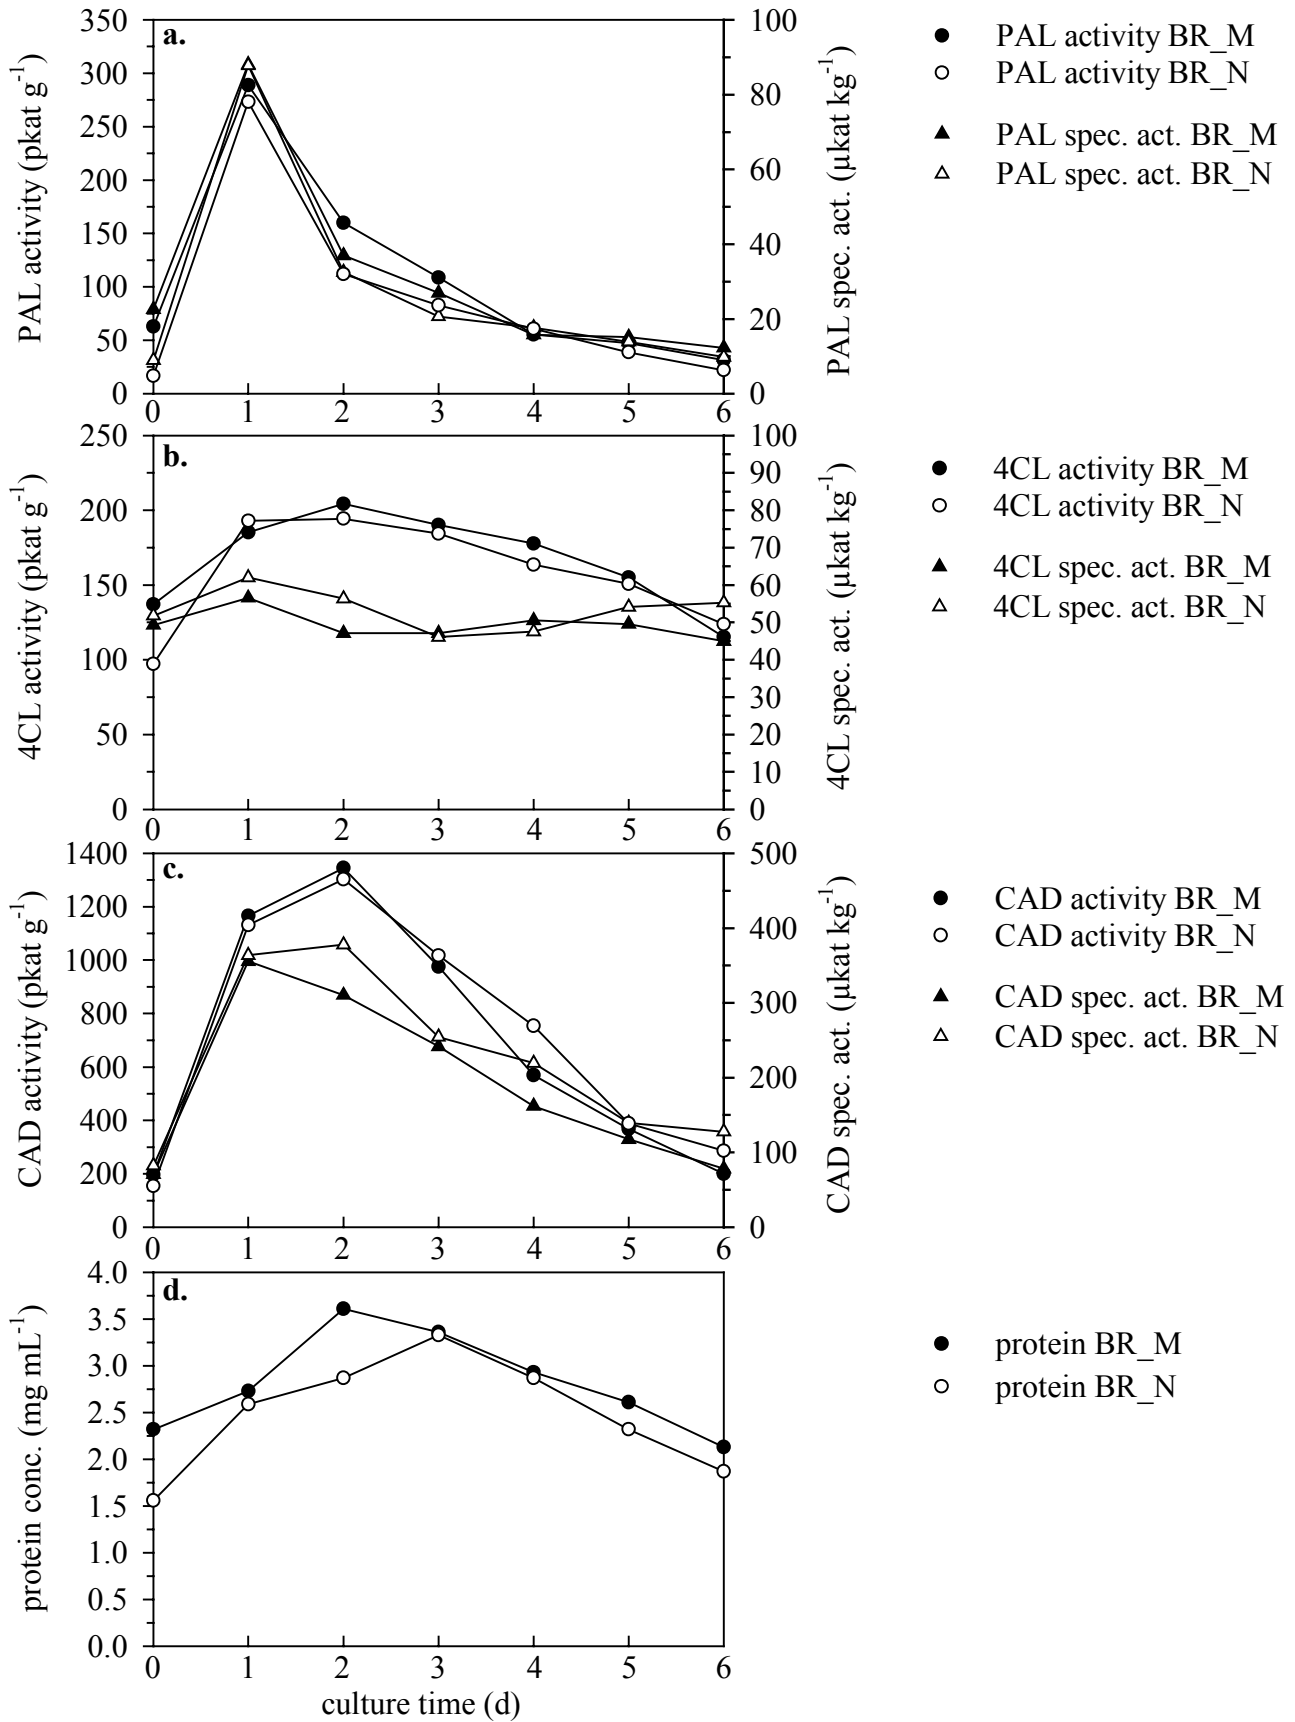 a.
PAL activity (pkat g⁻¹)
350
300
250
200
150
100
50
0
PAL spec. act. (µkat kg⁻¹)
100
80
60
40
20
0
0 1 2 3 4 5 6
PAL activity BR_M
PAL activity BR_N
PAL spec. act. BR_M
PAL spec. act. BR_N
b.
4CL activity (pkat g⁻¹)
250
200
150
100
50
0
4CL spec. act. (µkat kg⁻¹)
100
90
80
70
60
50
40
30
20
10
0
0 1 2 3 4 5 6
4CL activity BR_M
4CL activity BR_N
4CL spec. act. BR_M
4CL spec. act. BR_N
c.
CAD activity (pkat g⁻¹)
1400
1200
1000
800
600
400
200
0
CAD spec. act. (µkat kg⁻¹)
500
400
300
200
100
0
0 1 2 3 4 5 6
CAD activity BR_M
CAD activity BR_N
CAD spec. act. BR_M
CAD spec. act. BR_N
d.
protein conc. (mg mL⁻¹)
4.0
3.5
3.0
2.5
2.0
1.5
1.0
0.5
0.0
0 1 2 3 4 5 6
culture time (d)
protein BR_M
protein BR_N